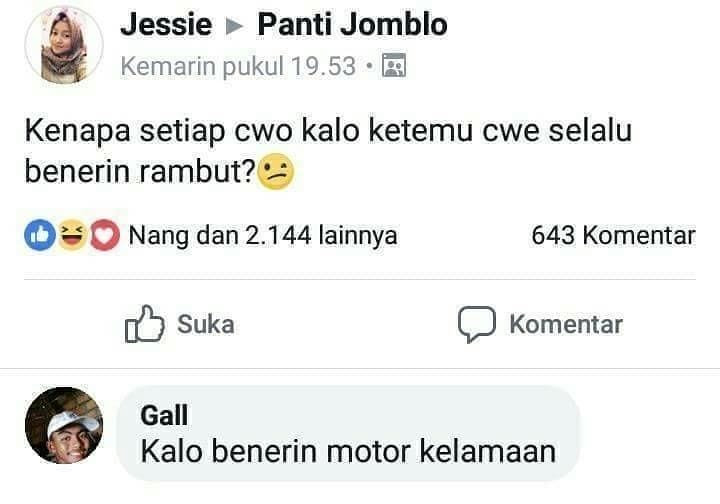 Jessie ▸ Panti Jomblo
Kemarin pukul 19.53 •
Kenapa setiap cwo kalo ketemu cwe selalu
benerin rambut?🫤
Nang dan 2.144 lainnya 643 Komentar
Suka Komentar
Gall
Kalo benerin motor kelamaan